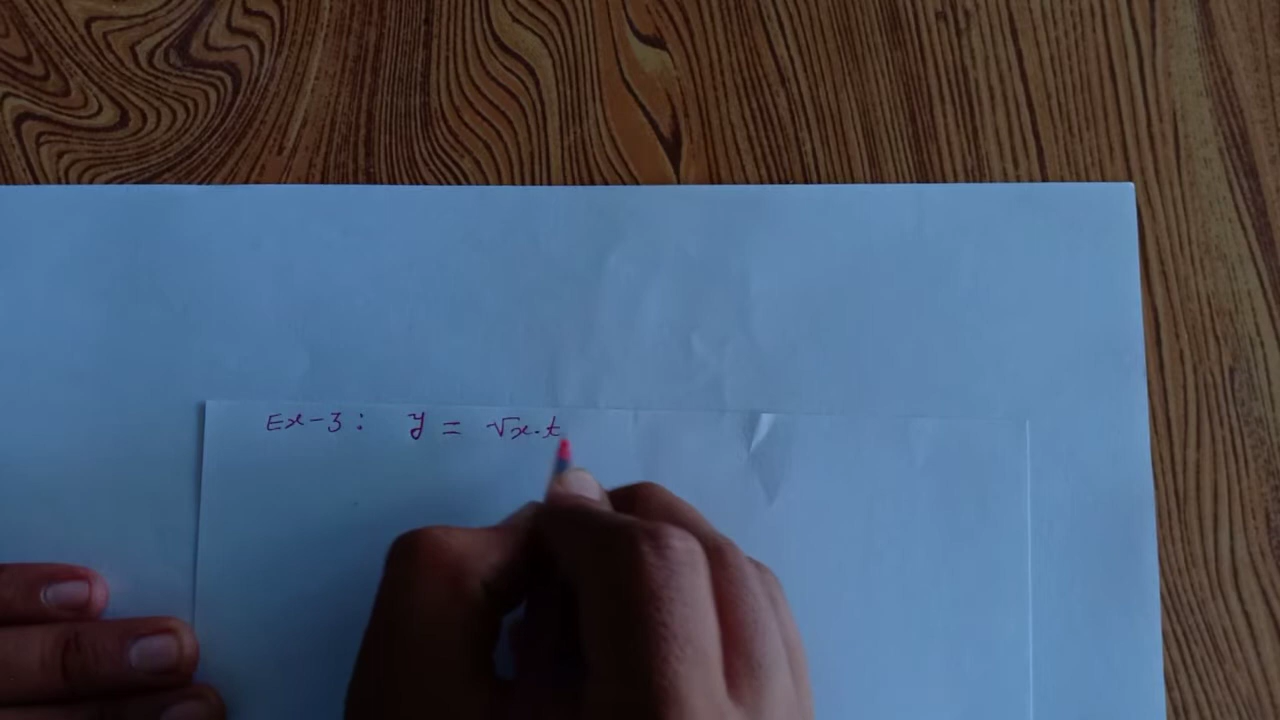 Ex-3: y = √x.t